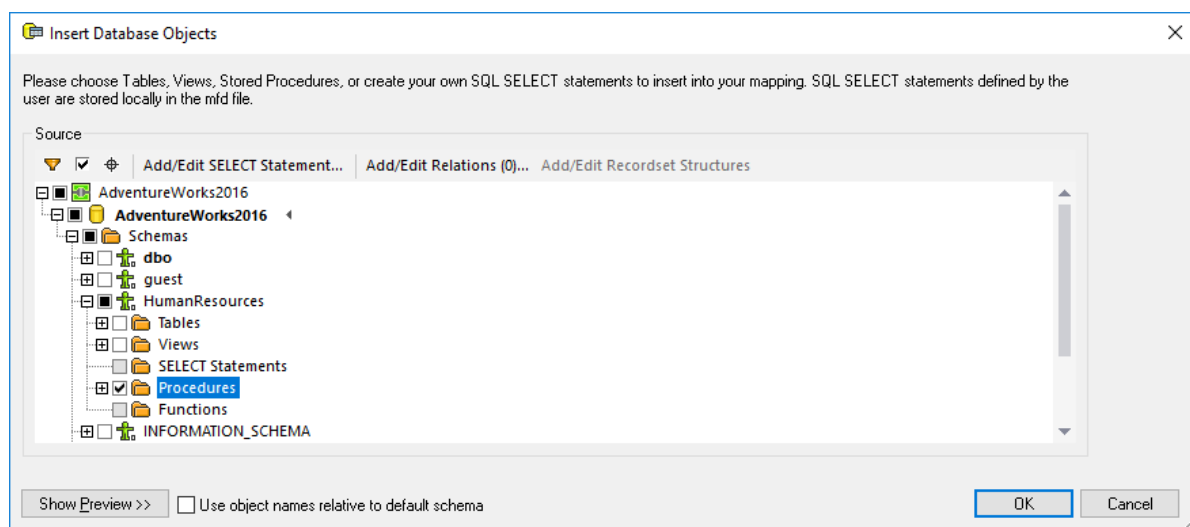 Insert Database Objects
Please choose Tables, Views, Stored Procedures, or create your own SQL SELECT statements to insert into your mapping. SQL SELECT statements defined by the
user are stored locally in the mfd file.
Source
Add/Edit SELECT Statement... Add/Edit Relations (0)... Add/Edit Recordset Structures
AdventureWorks2016
AdventureWorks2016
Schemas
dbo
guest
HumanResources
Tables
Views
SELECT Statements
Procedures
Functions
INFORMATION_SCHEMA
Show Preview >> Use object names relative to default schema OK Cancel